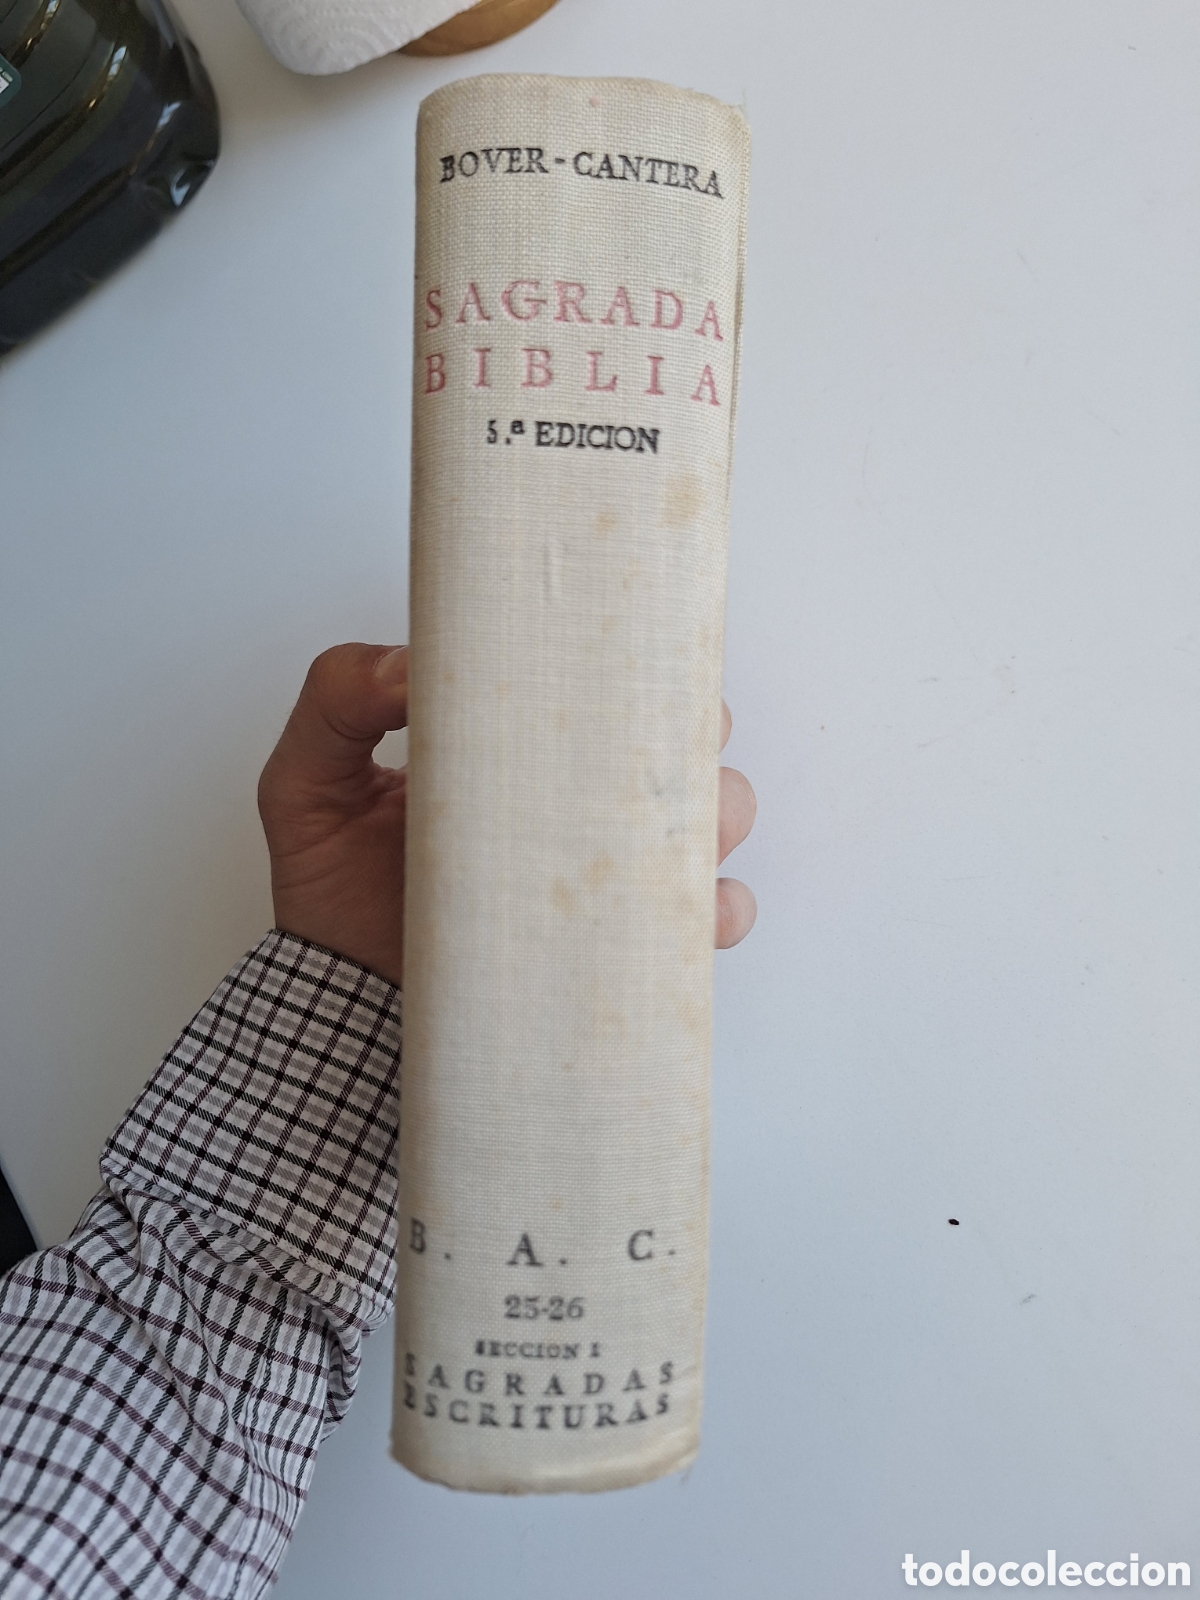 BOVER - CANTERA
SAGRADA
BIBLIA
5.ª EDICION
B. A. C.
25-26
SECCION I
SAGRADAS
ESCRITURAS
todocoleccion